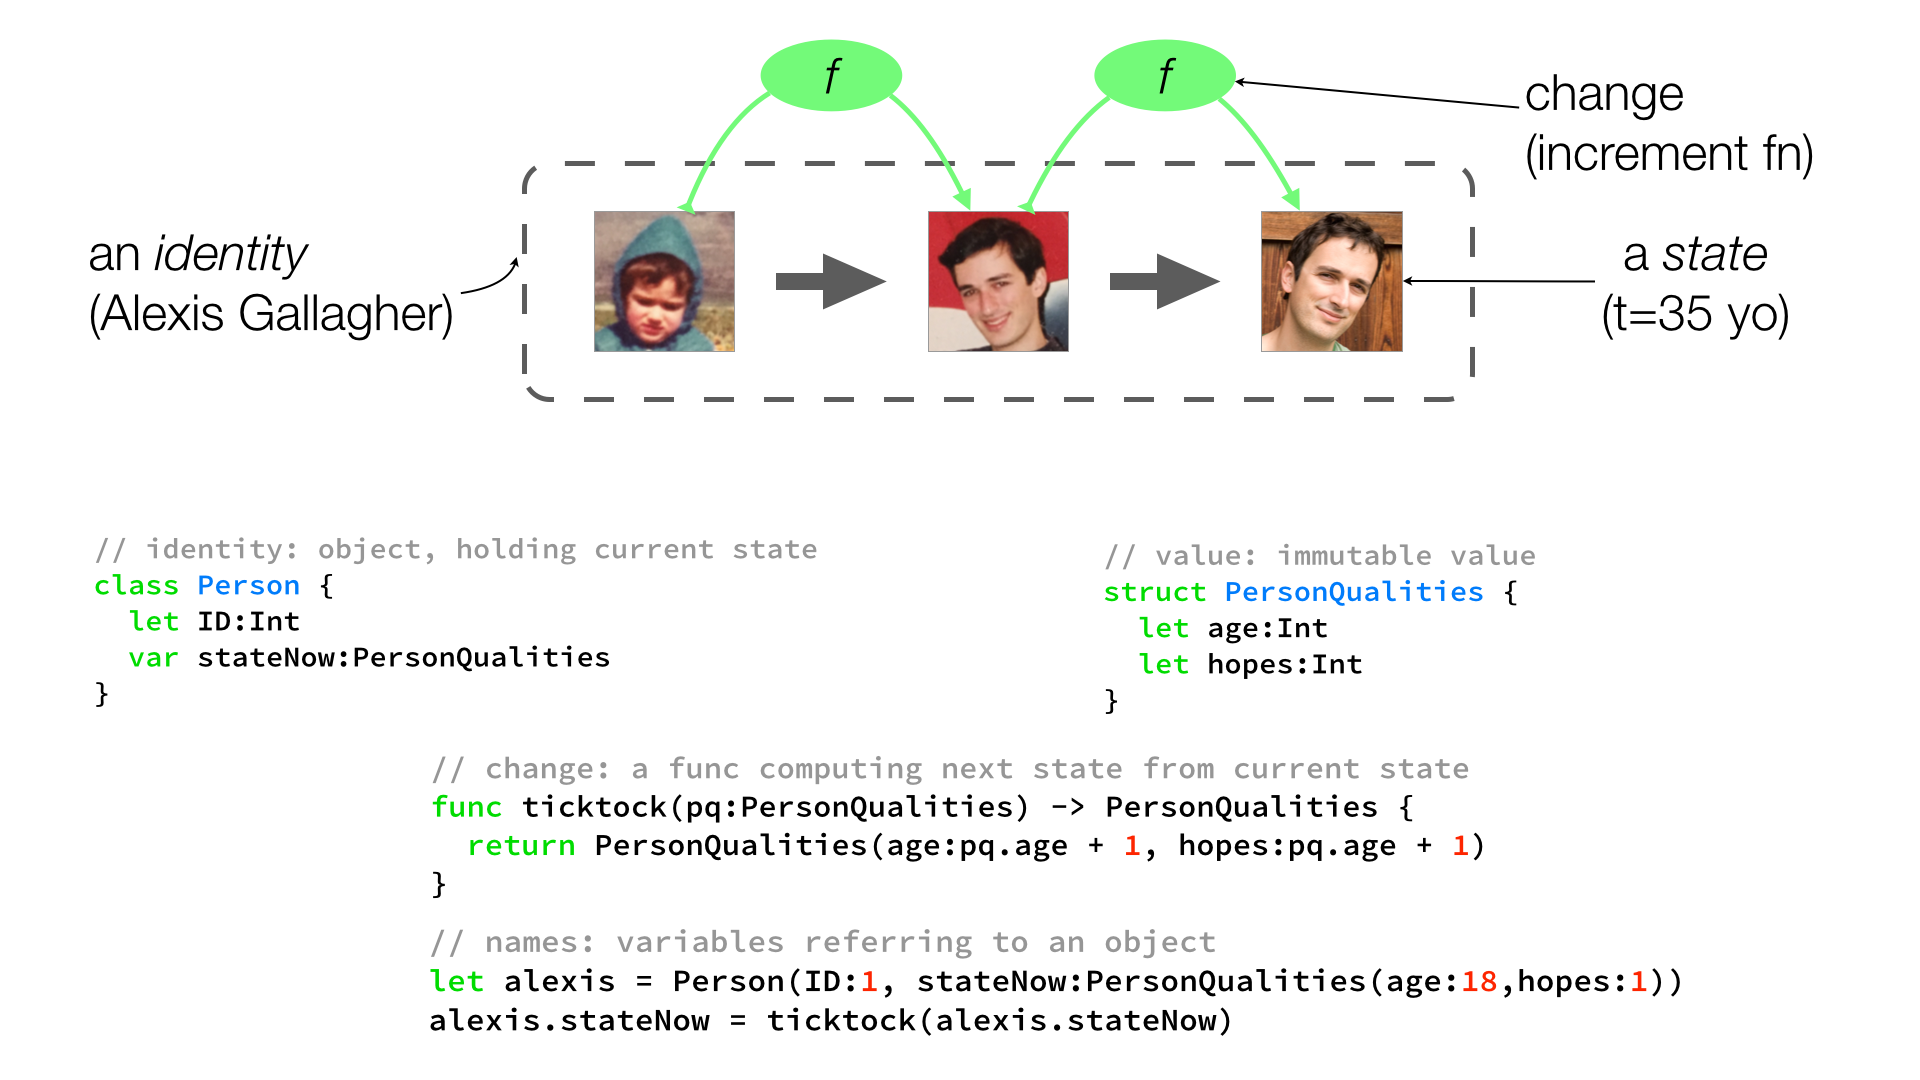 f
f
change
(increment fn)
an identity
(Alexis Gallagher)
a state
(t=35 yo)
// identity: object, holding current state
class Person {
  let ID:Int
  var stateNow:PersonQualities
}
// value: immutable value
struct PersonQualities {
  let age:Int
  let hopes:Int
}
// change: a func computing next state from current state
func ticktock(pq:PersonQualities) -> PersonQualities {
  return PersonQualities(age:pq.age + 1, hopes:pq.age + 1)
}
// names: variables referring to an object
let alexis = Person(ID:1, stateNow:PersonQualities(age:18,hopes:1))
alexis.stateNow = ticktock(alexis.stateNow)